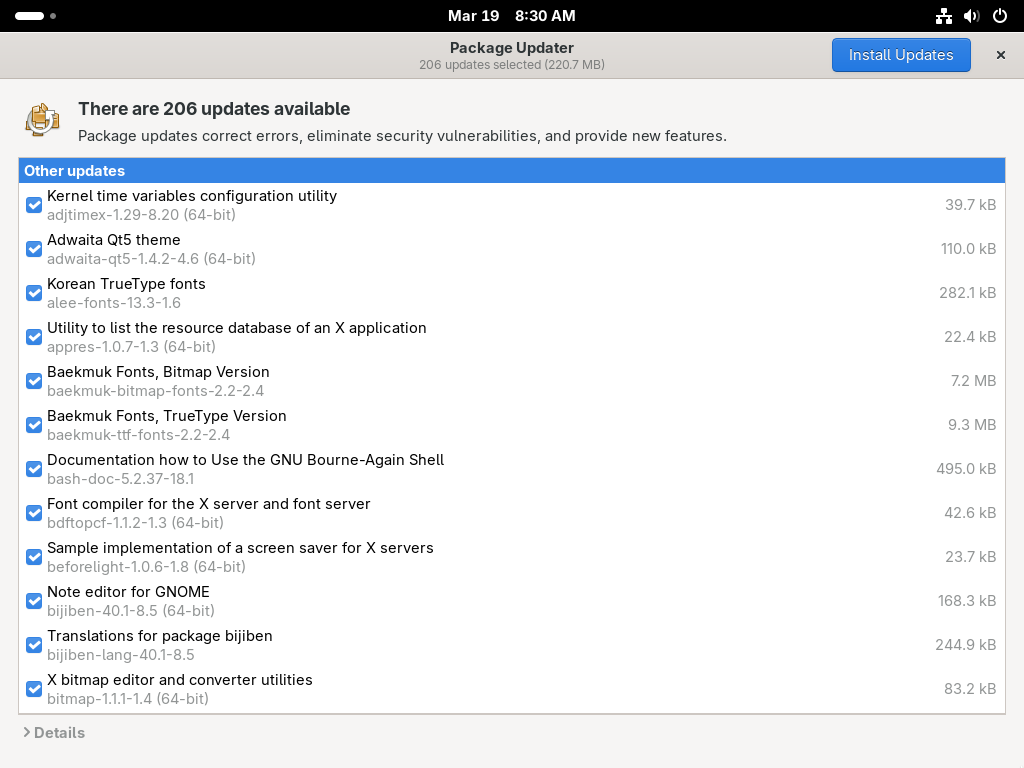 Mar 19 8:30 AM
Package Updater
206 updates selected (220.7 MB)
Install Updates
There are 206 updates available
Package updates correct errors, eliminate security vulnerabilities, and provide new features.
Other updates
Kernel time variables configuration utility
adjtimex-1.29-8.20 (64-bit)
39.7 kB
Adwaita Qt5 theme
adwaita-qt5-1.4.2-4.6 (64-bit)
110.0 kB
Korean TrueType fonts
alee-fonts-13.3-1.6
282.1 kB
Utility to list the resource database of an X application
appres-1.0.7-1.3 (64-bit)
22.4 kB
Baekmuk Fonts, Bitmap Version
baekmuk-bitmap-fonts-2.2-2.4
7.2 MB
Baekmuk Fonts, TrueType Version
baekmuk-ttf-fonts-2.2-2.4
9.3 MB
Documentation how to Use the GNU Bourne-Again Shell
bash-doc-5.2.37-18.1
495.0 kB
Font compiler for the X server and font server
bdftopcf-1.1.2-1.3 (64-bit)
42.6 kB
Sample implementation of a screen saver for X servers
beforelight-1.0.6-1.8 (64-bit)
23.7 kB
Note editor for GNOME
bijiben-40.1-8.5 (64-bit)
168.3 kB
Translations for package bijiben
bijiben-lang-40.1-8.5
244.9 kB
X bitmap editor and converter utilities
bitmap-1.1.1-1.4 (64-bit)
83.2 kB
Details